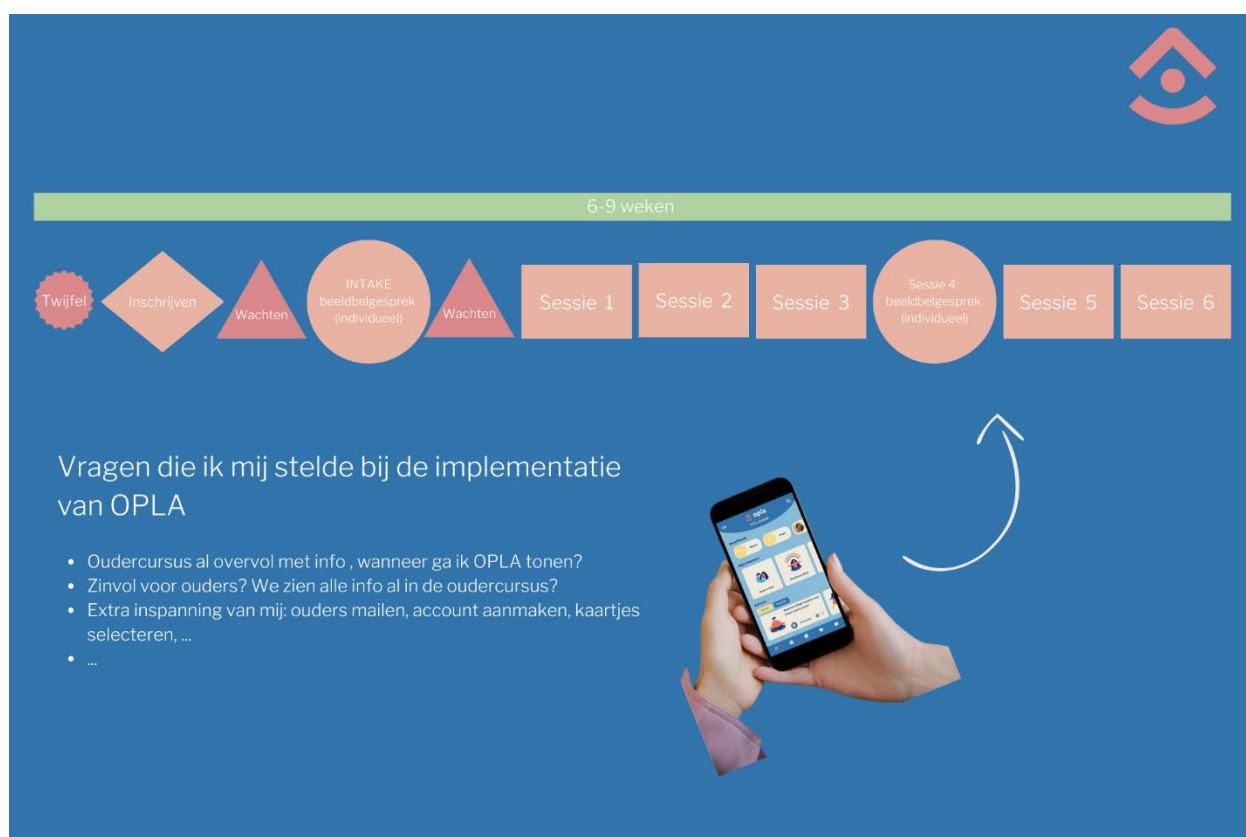 6-9 weken
Twijfel
Inschrijven
Wachten
INTAKE
beeldbelgesprek
(individueel)
Wachten
Sessie 1
Sessie 2
Sessie 3
Sessie 4:
beeldbelgesprek
(individueel)
Sessie 5
Sessie 6
Vragen die ik mij stelde bij de implementatie
van OPLA
• Oudercursus al overvol met info , wanneer ga ik OPLA tonen?
• Zinvol voor ouders? We zien alle info al in de oudercursus?
• Extra inspanning van mij: ouders mailen, account aanmaken, kaartjes
selecteren, ...
• ...
opla